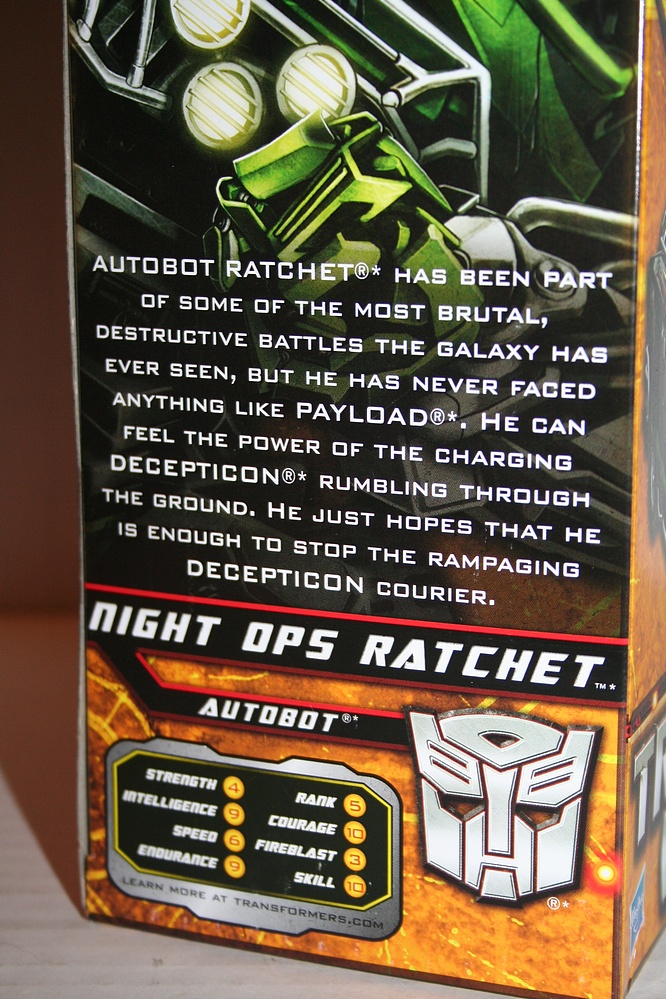 AUTOBOT RATCHET®* HAS BEEN PART
OF SOME OF THE MOST BRUTAL,
DESTRUCTIVE BATTLES THE GALAXY HAS
EVER SEEN, BUT HE HAS NEVER FACED
ANYTHING LIKE PAYLOAD®*. HE CAN
FEEL THE POWER OF THE CHARGING
DECEPTICON®* RUMBLING THROUGH
THE GROUND. HE JUST HOPES THAT HE
IS ENOUGH TO STOP THE RAMPAGING
DECEPTICON COURIER.
NIGHT OPS RATCHET™*
AUTOBOT®*
STRENGTH 4
INTELLIGENCE 9
SPEED 6
ENDURANCE 9
RANK 5
COURAGE 10
FIREBLAST 3
SKILL 10
LEARN MORE AT TRANSFORMERS.COM
®*